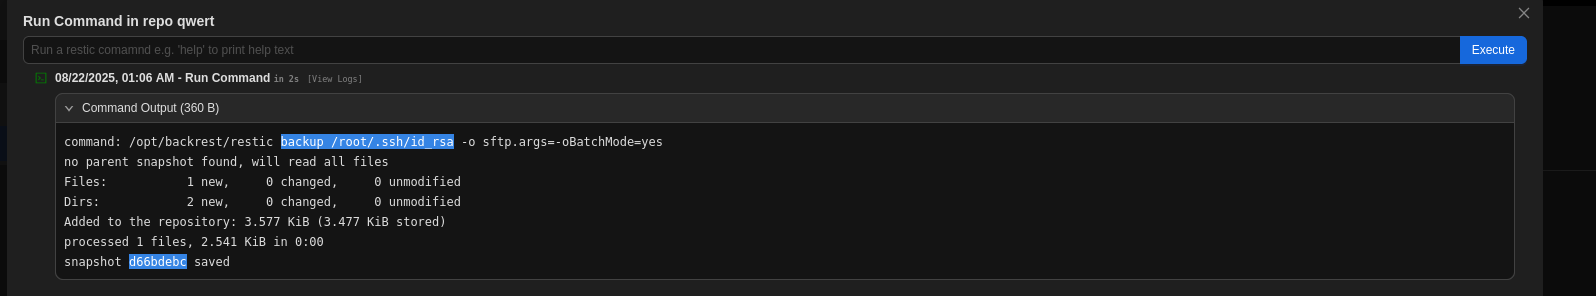 Run Command in repo qwert
Run a restic comamnd e.g. 'help' to print help text
Execute
08/22/2025, 01:06 AM - Run Command in 2s [View Logs]
Command Output (360 B)
command: /opt/backrest/restic backup /root/.ssh/id_rsa -o sftp.args=-oBatchMode=yes
no parent snapshot found, will read all files
Files:           1 new,     0 changed,     0 unmodified
Dirs:            2 new,     0 changed,     0 unmodified
Added to the repository: 3.577 KiB (3.477 KiB stored)
processed 1 files, 2.541 KiB in 0:00
snapshot d66bdebc saved